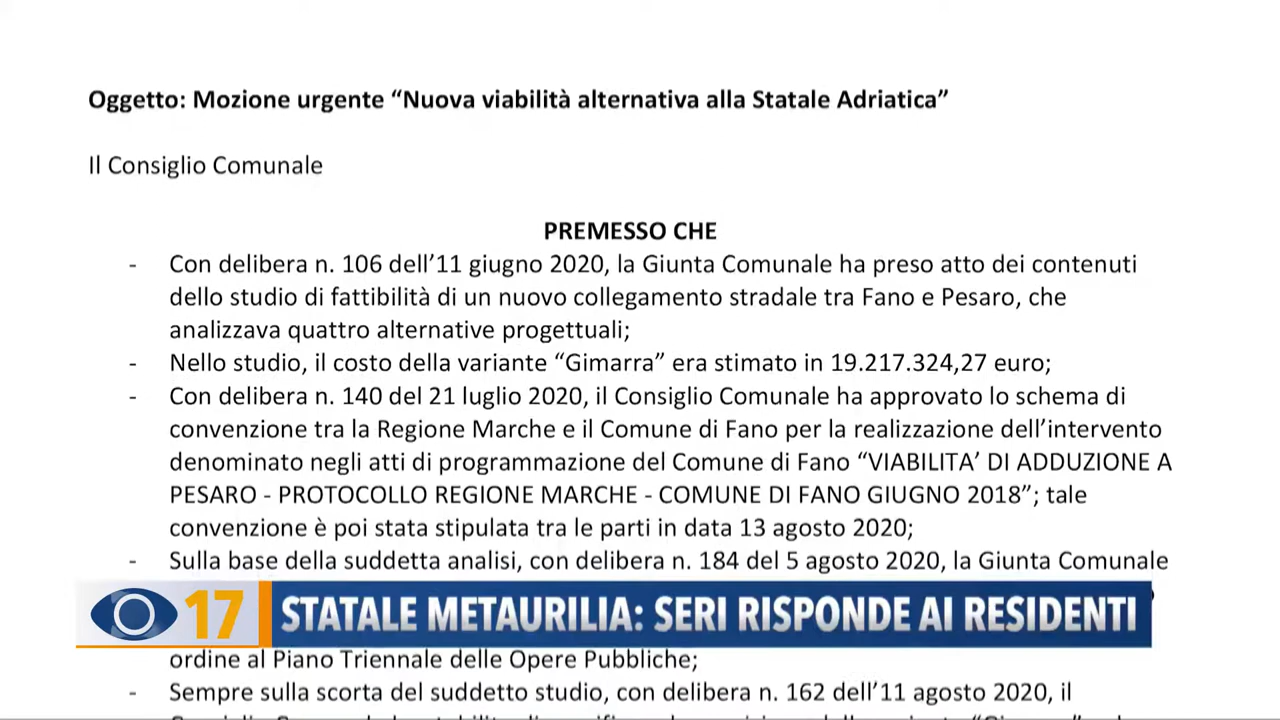 Oggetto: Mozione urgente “Nuova viabilità alternativa alla Statale Adriatica”
Il Consiglio Comunale
PREMESSO CHE
- Con delibera n. 106 dell’11 giugno 2020, la Giunta Comunale ha preso atto dei contenuti
dello studio di fattibilità di un nuovo collegamento stradale tra Fano e Pesaro, che
analizzava quattro alternative progettuali;
- Nello studio, il costo della variante “Gimarra” era stimato in 19.217.324,27 euro;
- Con delibera n. 140 del 21 luglio 2020, il Consiglio Comunale ha approvato lo schema di
convenzione tra la Regione Marche e il Comune di Fano per la realizzazione dell’intervento
denominato negli atti di programmazione del Comune di Fano “VIABILITA’ DI ADDUZIONE A
PESARO - PROTOCOLLO REGIONE MARCHE - COMUNE DI FANO GIUGNO 2018”; tale
convenzione è poi stata stipulata tra le parti in data 13 agosto 2020;
- Sulla base della suddetta analisi, con delibera n. 184 del 5 agosto 2020, la Giunta Comunale
17 STATALE METAURILIA: SERI RISPONDE AI RESIDENTI
ordine al Piano Triennale delle Opere Pubbliche;
- Sempre sulla scorta del suddetto studio, con delibera n. 162 dell’11 agosto 2020, il